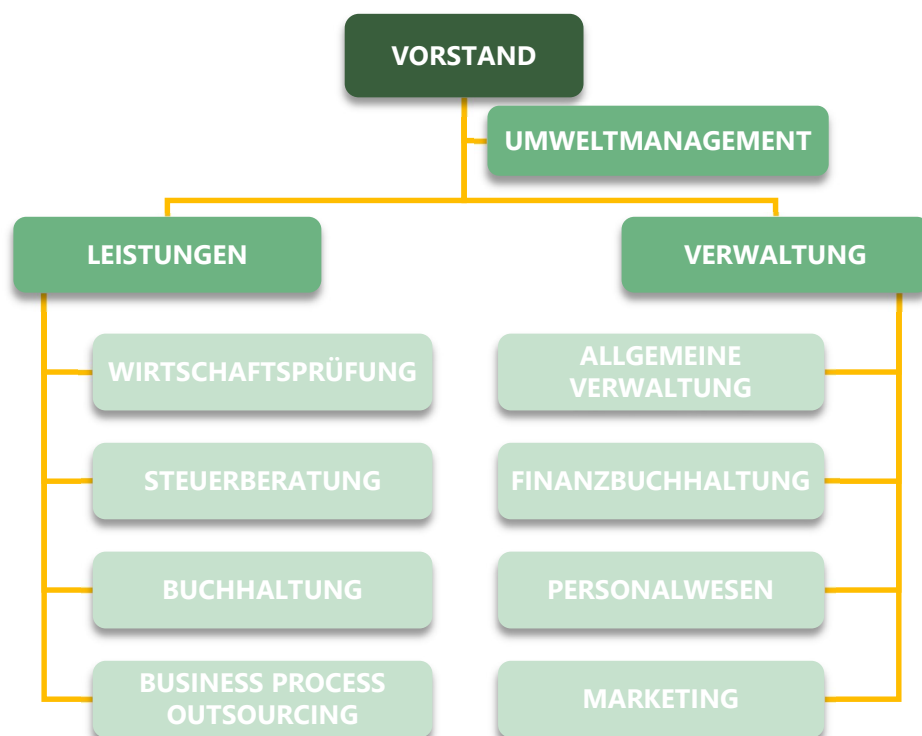 VORSTAND
UMWELTMANAGEMENT
LEISTUNGEN
VERWALTUNG
WIRTSCHAFTSPRÜFUNG
STEUERBERATUNG
BUCHHALTUNG
BUSINESS PROCESS
OUTSOURCING
ALLGEMEINE
VERWALTUNG
FINANZBUCHHALTUNG
PERSONALWESEN
MARKETING